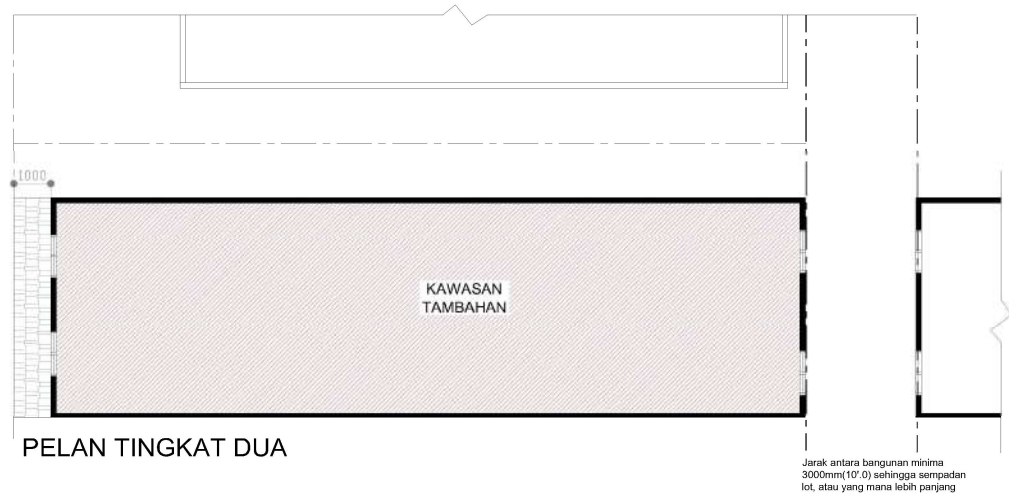 1000
KAWASAN
TAMBAHAN
PELAN TINGKAT DUA
Jarak antara bangunan minima
3000mm(10'.0) sehingga sempadan
lot, atau yang mana lebih panjang